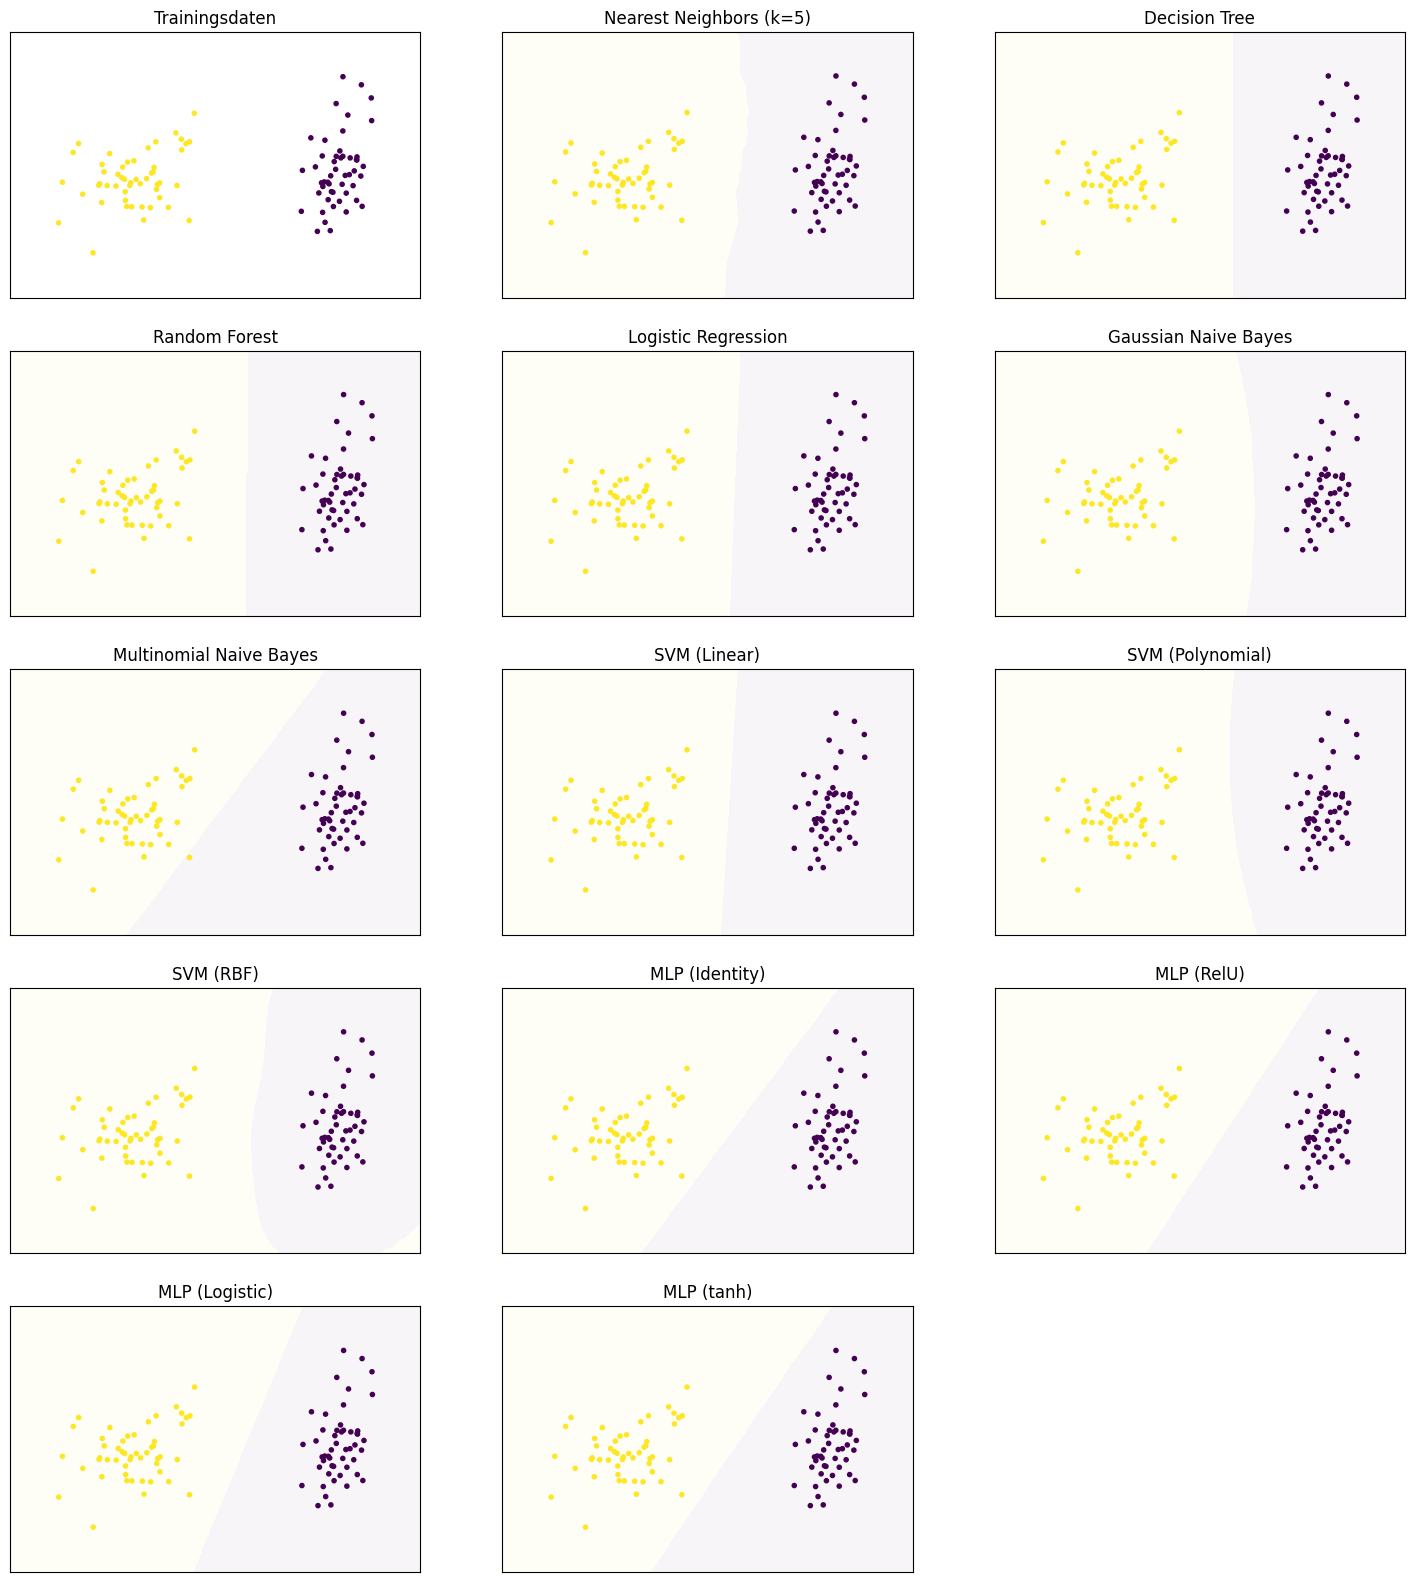 Trainingsdaten
Nearest Neighbors (k=5)
Decision Tree
Random Forest
Logistic Regression
Gaussian Naive Bayes
Multinomial Naive Bayes
SVM (Linear)
SVM (Polynomial)
SVM (RBF)
MLP (Identity)
MLP (RelU)
MLP (Logistic)
MLP (tanh)